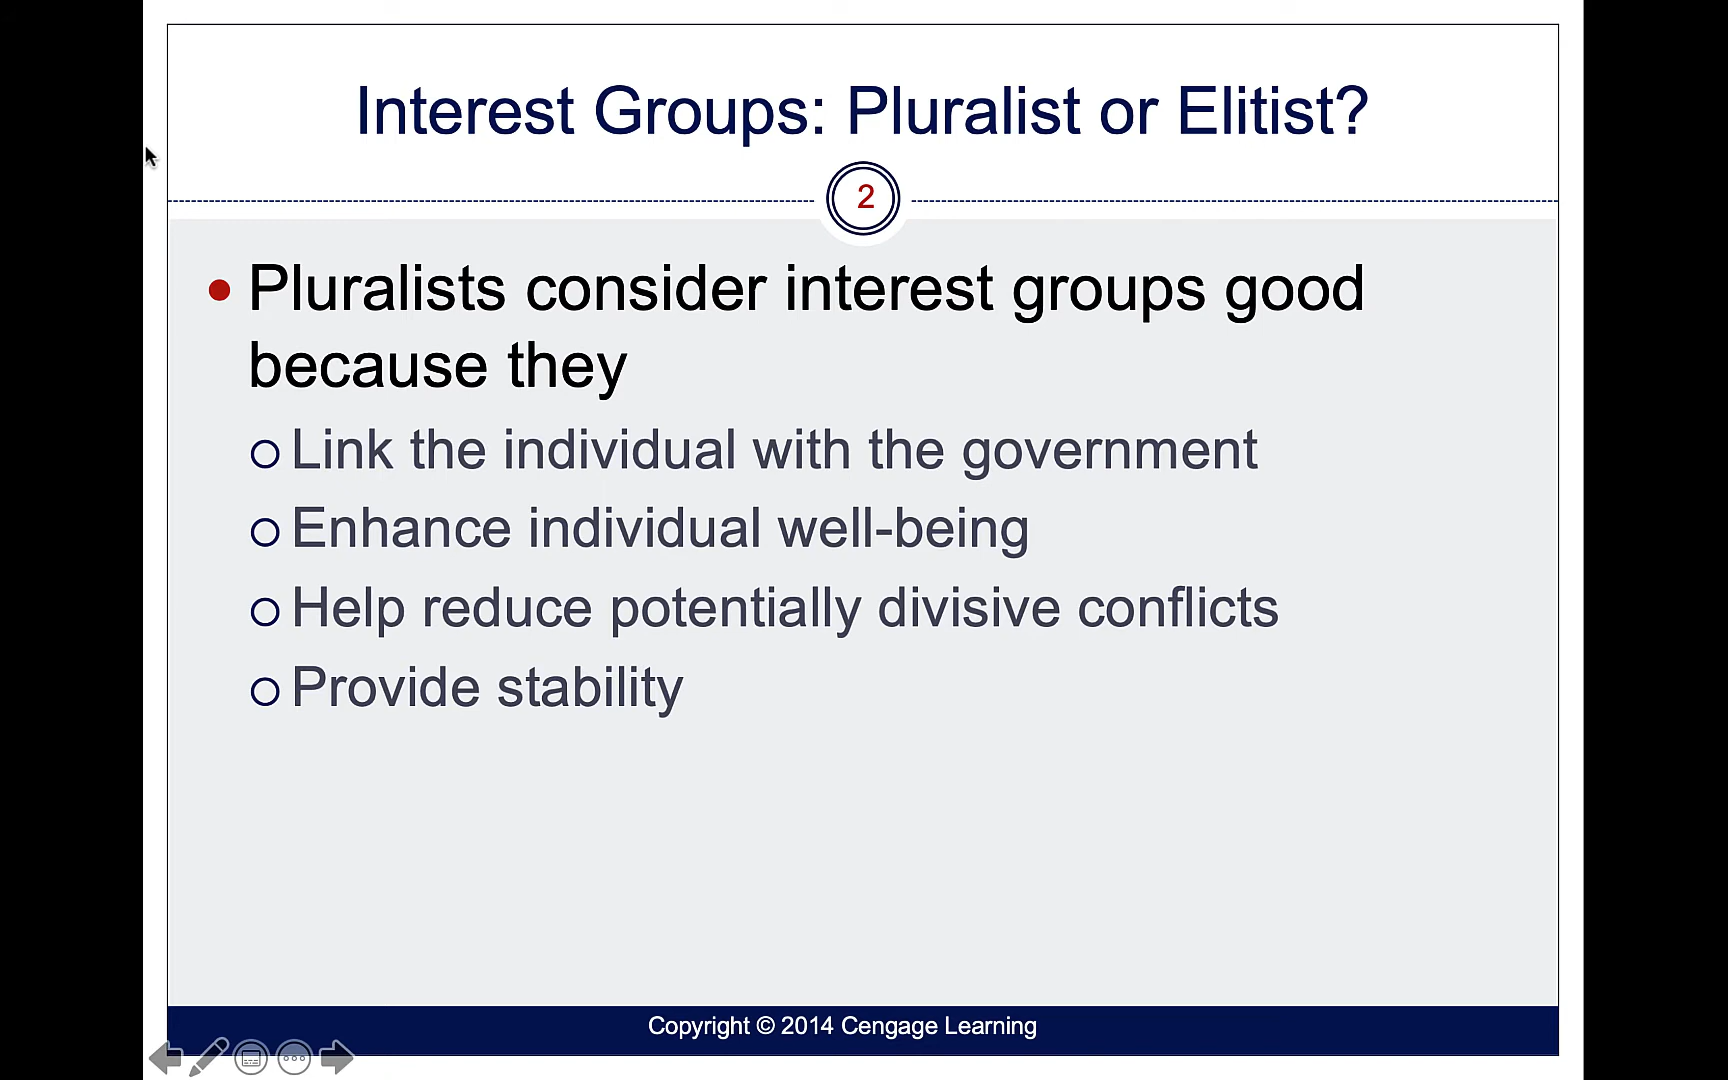 Interest Groups: Pluralist or Elitist?
2
Pluralists consider interest groups good
because they
Link the individual with the government
Enhance individual well-being
Help reduce potentially divisive conflicts
Provide stability
Copyright © 2014 Cengage Learning